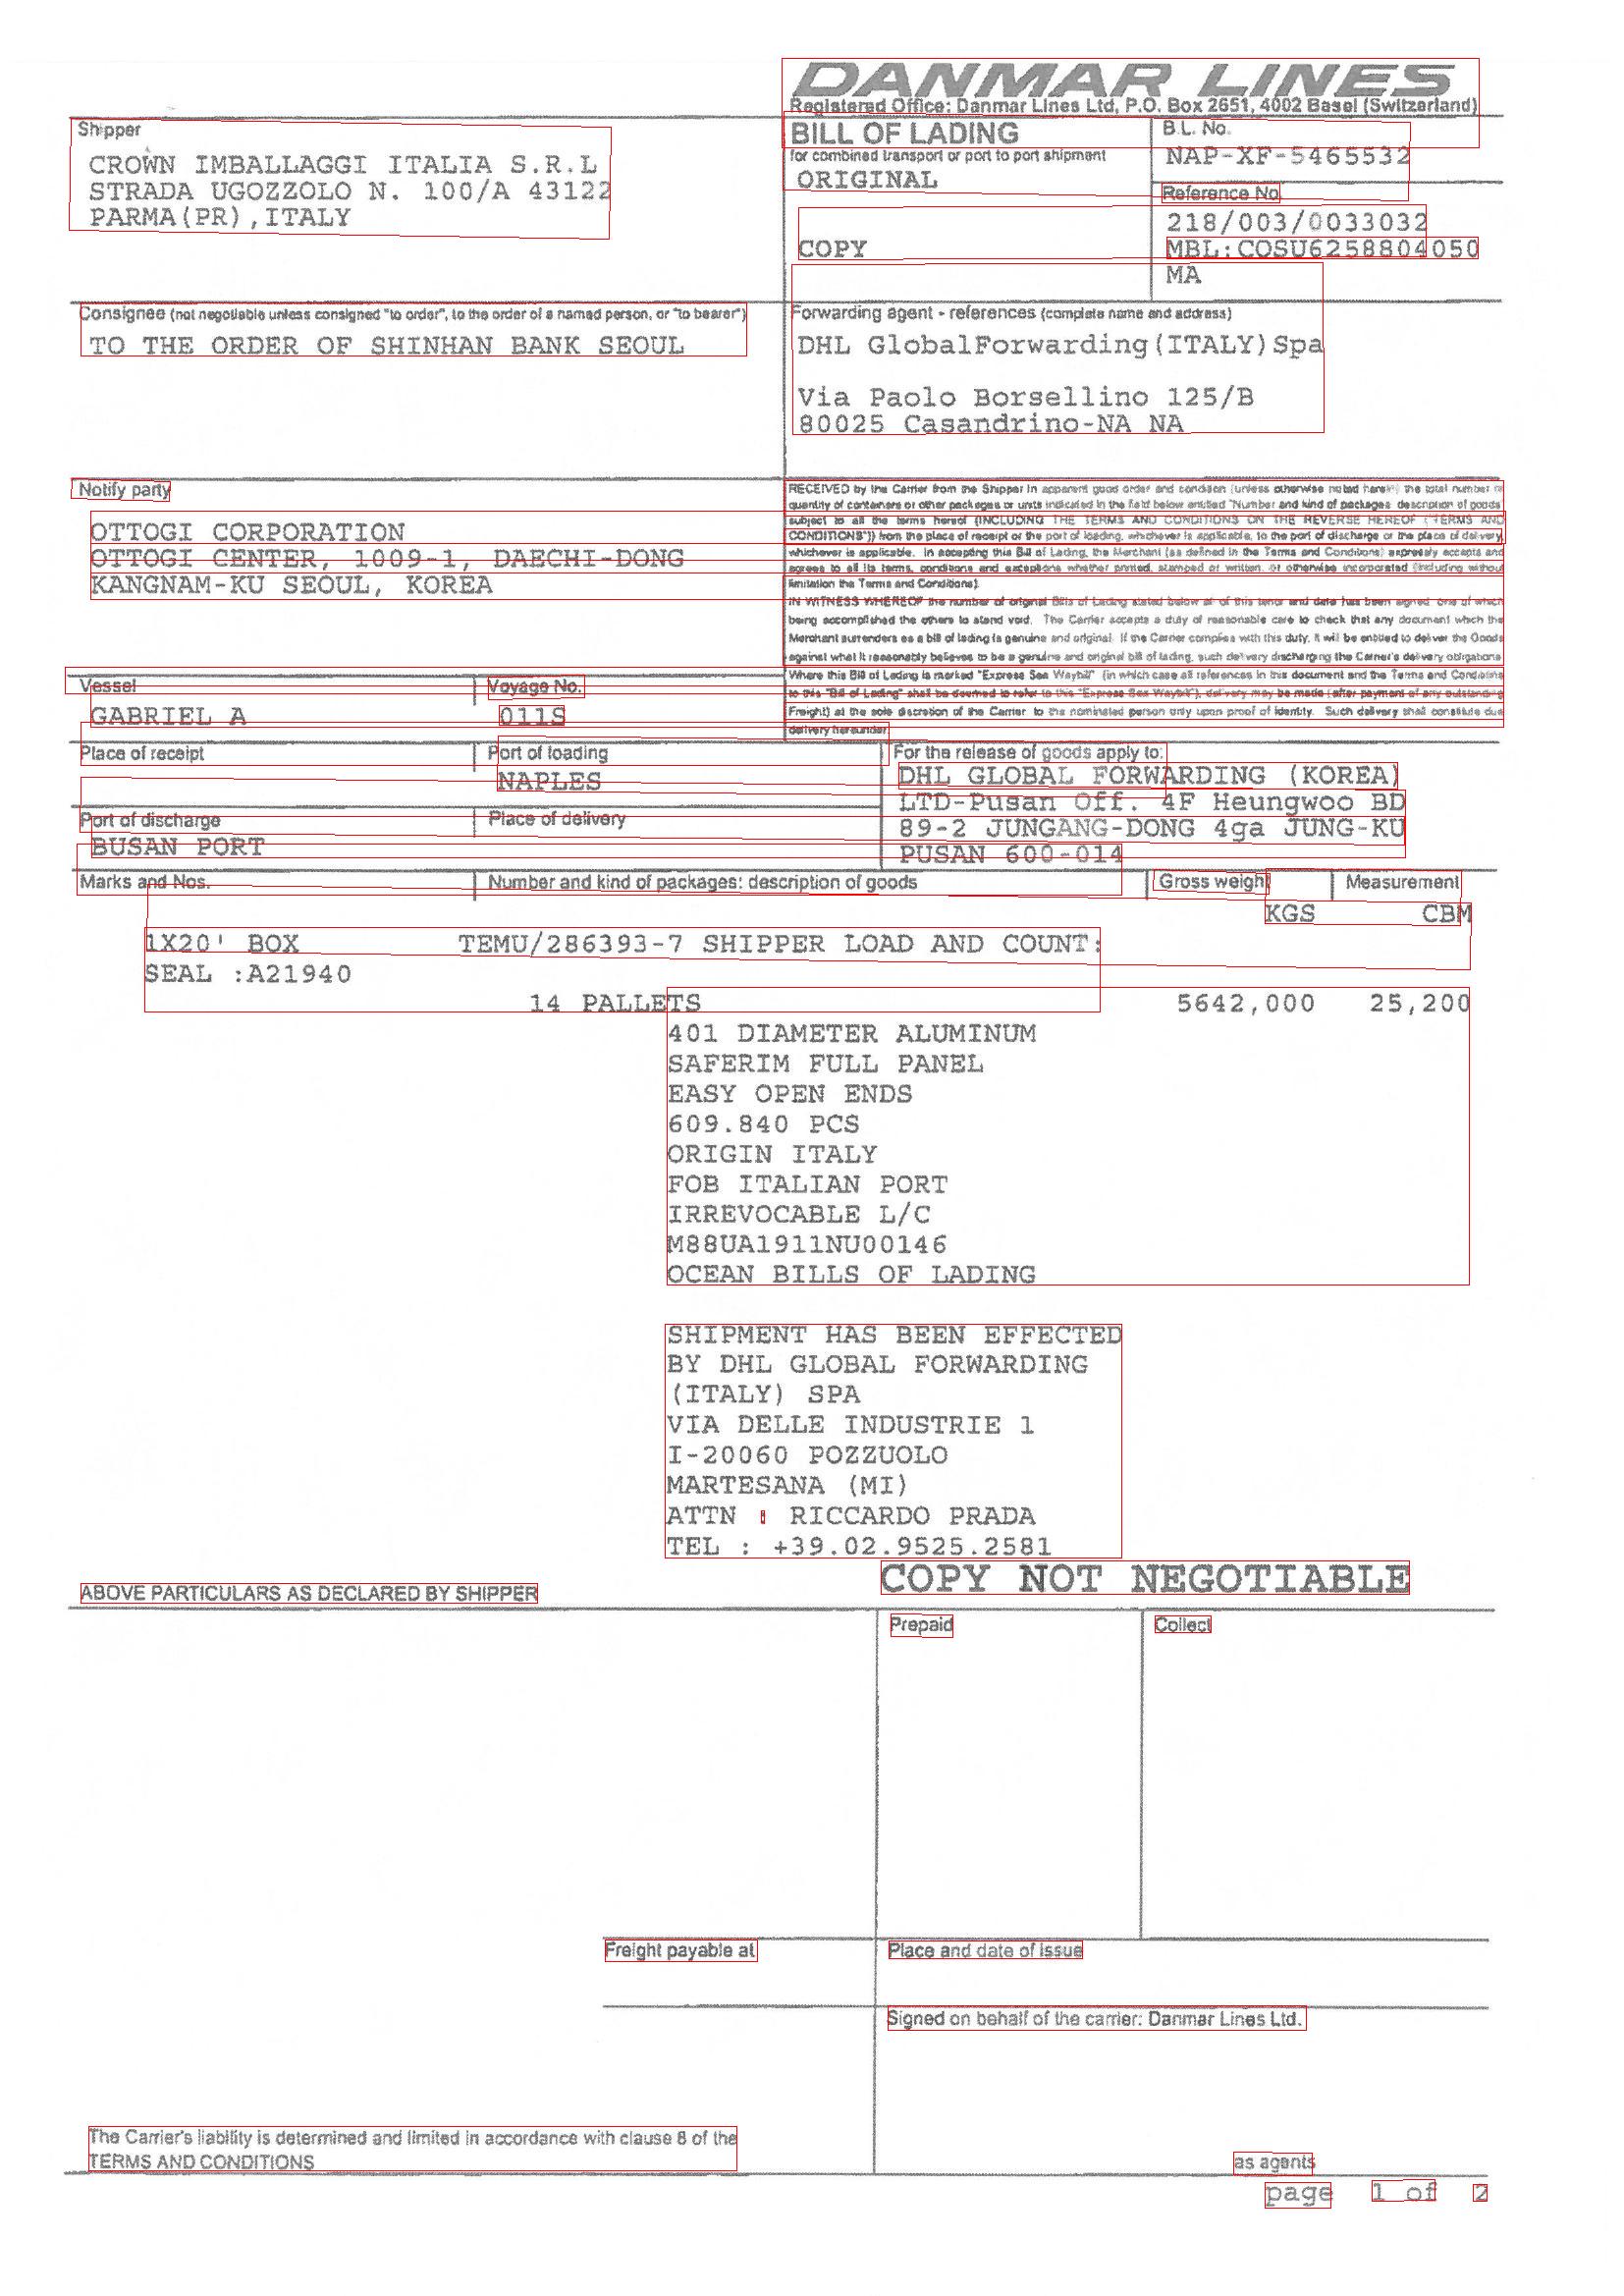 DANMAR LINES
Registered Office: Danmar Lines Ltd, P.O. Box 2651, 4002 Basel (Switzerland)
Shipper
CROWN IMBALLAGGI ITALIA S.R.L
STRADA UGOZZOLO N. 100/A 43122
PARMA(PR),ITALY
BILL OF LADING
for combined transport or port to port shipment
ORIGINAL
COPY
B.L. No.
NAP-XF-5465532
Reference No
218/003/0033032
MBL:COSU6258804050
MA
Consignee (not negotiable unless consigned "to order", to the order of a named person, or "to bearer")
TO THE ORDER OF SHINHAN BANK SEOUL
Forwarding agent - references (complete name and address)
DHL GlobalForwarding(ITALY)Spa
Via Paolo Borsellino 125/B
80025 Casandrino-NA NA
Notify party
OTTOGI CORPORATION
OTTOGI CENTER, 1009-1, DAECHI-DONG
KANGNAM-KU SEOUL, KOREA
RECEIVED by the Carrier from the Shipper in apparent good order and condition (unless otherwise noted herein) the total number or
quantity of containers or other packages or units indicated in the field below entitled "Number and kind of packages: description of goods
subject to all the terms hereof (INCLUDING THE TERMS AND CONDITIONS ON THE REVERSE HEREOF ("TERMS AND
CONDITIONS")) from the place of receipt or the port of loading, whichever is applicable, to the port of discharge or the place of delivery,
whichever is applicable. In accepting this Bill of Lading, the Merchant (as defined in the Terms and Conditions) expressly accepts and
agrees to all its terms, conditions and exceptions whether printed, stamped or written, or otherwise incorporated (including without
limitation the Terms and Conditions).
IN WITNESS WHEREOF the number of original Bills of Lading stated below all of this tenor and date has been signed, one of which
being accomplished the others to stand void. The Carrier accepts a duty of reasonable care to check that any document which the
Merchant surrenders as a bill of lading is genuine and original. If the Carrier complies with this duty, it will be entitled to deliver the Goods
against what it reasonably believes to be a genuine and original bill of lading, such delivery discharging the Carrier's delivery obligations
Where this Bill of Lading is marked "Express Sea Waybill" (in which case all references in this document and the Terms and Conditions
to this "Bill of Lading" shall be deemed to refer to this "Express Sea Waybill"), delivery may be made (after payment of any outstanding
Freight) at the sole discretion of the Carrier to the nominated person only upon proof of identity. Such delivery shall constitute due
delivery hereunder
Vessel
Voyage No.
GABRIEL A
011S
Place of receipt
Port of loading
NAPLES
For the release of goods apply to:
DHL GLOBAL FORWARDING (KOREA)
LTD-Pusan Off. 4F Heungwoo BD
89-2 JUNGANG-DONG 4ga JUNG-KU
PUSAN 600-014
Port of discharge
Place of delivery
BUSAN PORT
Marks and Nos.
Number and kind of packages: description of goods
Gross weight
Measurement
KGS CBM
1X20' BOX TEMU/286393-7 SHIPPER LOAD AND COUNT:
SEAL :A21940
14 PALLETS 5642,000 25,200
401 DIAMETER ALUMINUM
SAFERIM FULL PANEL
EASY OPEN ENDS
609.840 PCS
ORIGIN ITALY
FOB ITALIAN PORT
IRREVOCABLE L/C
M88UA1911NU00146
OCEAN BILLS OF LADING
SHIPMENT HAS BEEN EFFECTED
BY DHL GLOBAL FORWARDING
(ITALY) SPA
VIA DELLE INDUSTRIE 1
I-20060 POZZUOLO
MARTESANA (MI)
ATTN : RICCARDO PRADA
TEL : +39.02.9525.2581
COPY NOT NEGOTIABLE
ABOVE PARTICULARS AS DECLARED BY SHIPPER
Prepaid
Collect
Freight payable at
Place and date of issue
Signed on behalf of the carrier: Danmar Lines Ltd.
The Carrier's liability is determined and limited in accordance with clause 8 of the
TERMS AND CONDITIONS
as agents
page 1 of 2